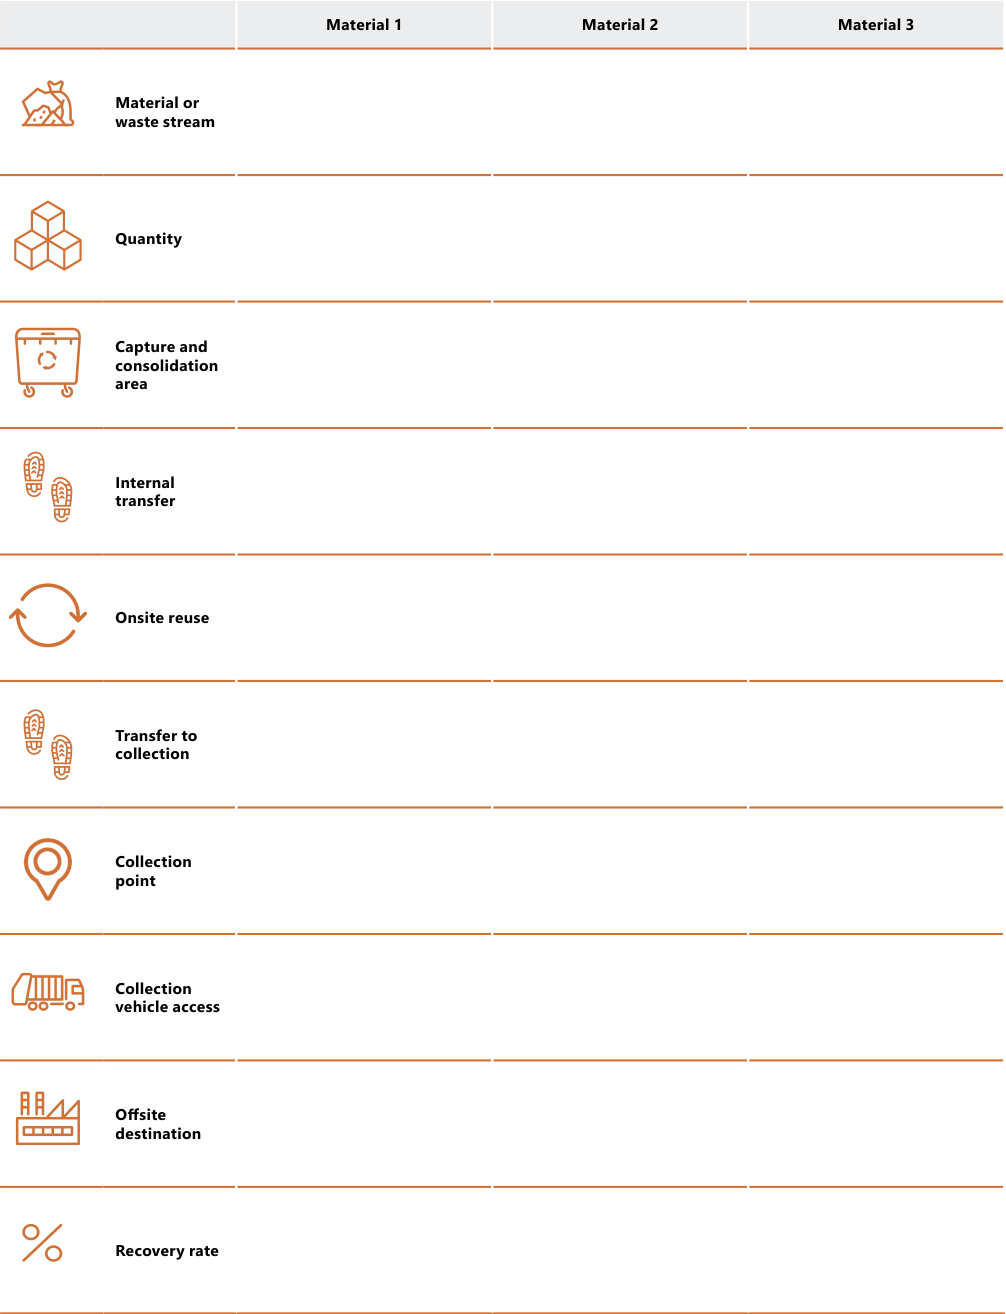 Material 1
Material 2
Material 3
Material or
waste stream
Quantity
Capture and
consolidation
area
Internal
transfer
Onsite reuse
Transfer to
collection
Collection
point
Collection
vehicle access
Offsite
destination
Recovery rate